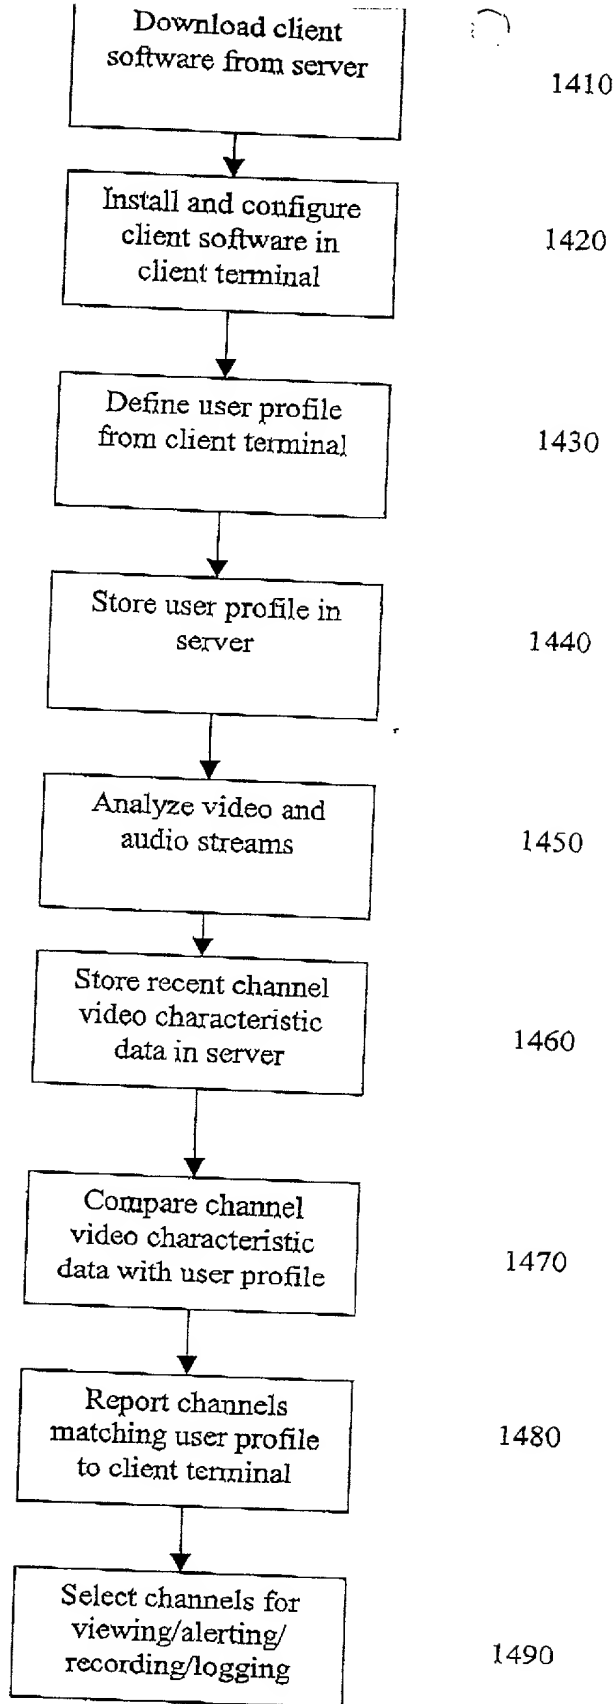 Download client
software from server
1410
Install and configure
client software in
client terminal
1420
Define user profile
from client terminal
1430
Store user profile in
server
1440
Analyze video and
audio streams
1450
Store recent channel
video characteristic
data in server
1460
Compare channel
video characteristic
data with user profile
1470
Report channels
matching user profile
to client terminal
1480
Select channels for
viewing/alerting/
recording/logging
1490